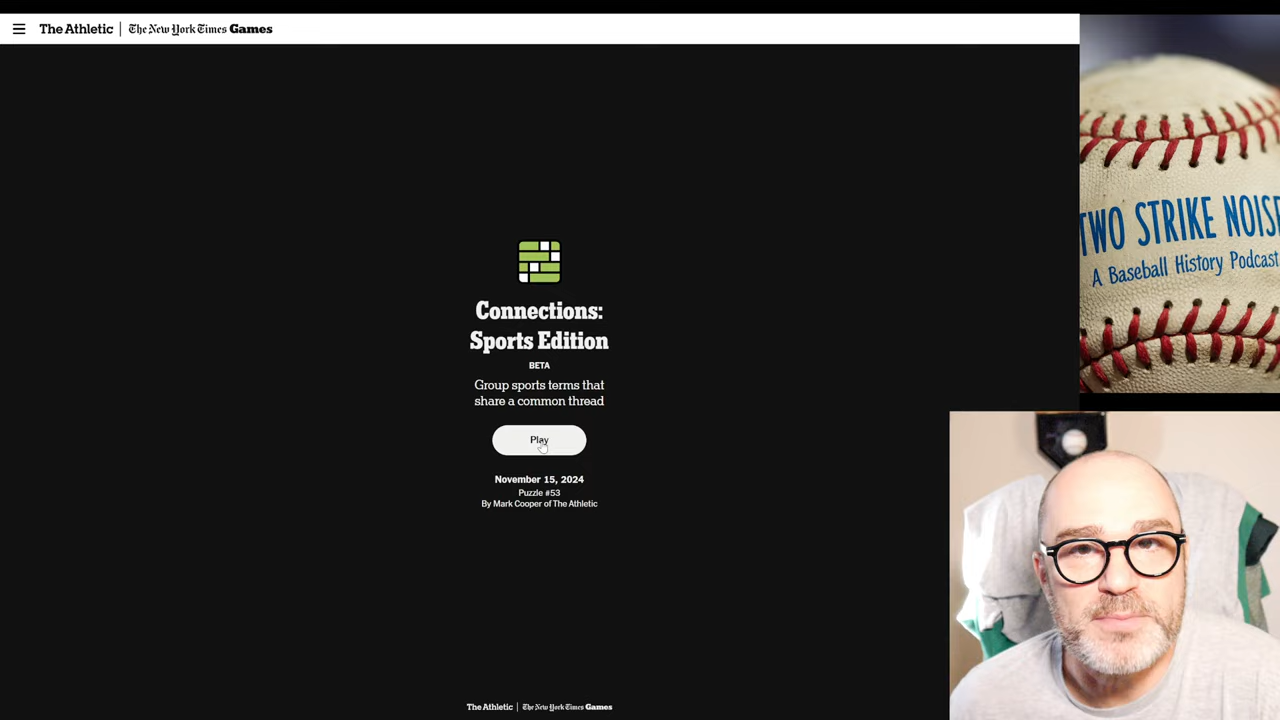 The Athletic | The New York Times Games
Connections:
Sports Edition
BETA
Group sports terms that
share a common thread
Play
November 15, 2024
Puzzle #53
By Mark Cooper of The Athletic
The Athletic | The New York Times Games
TWO STRIKE NOISE
A Baseball History Podcast